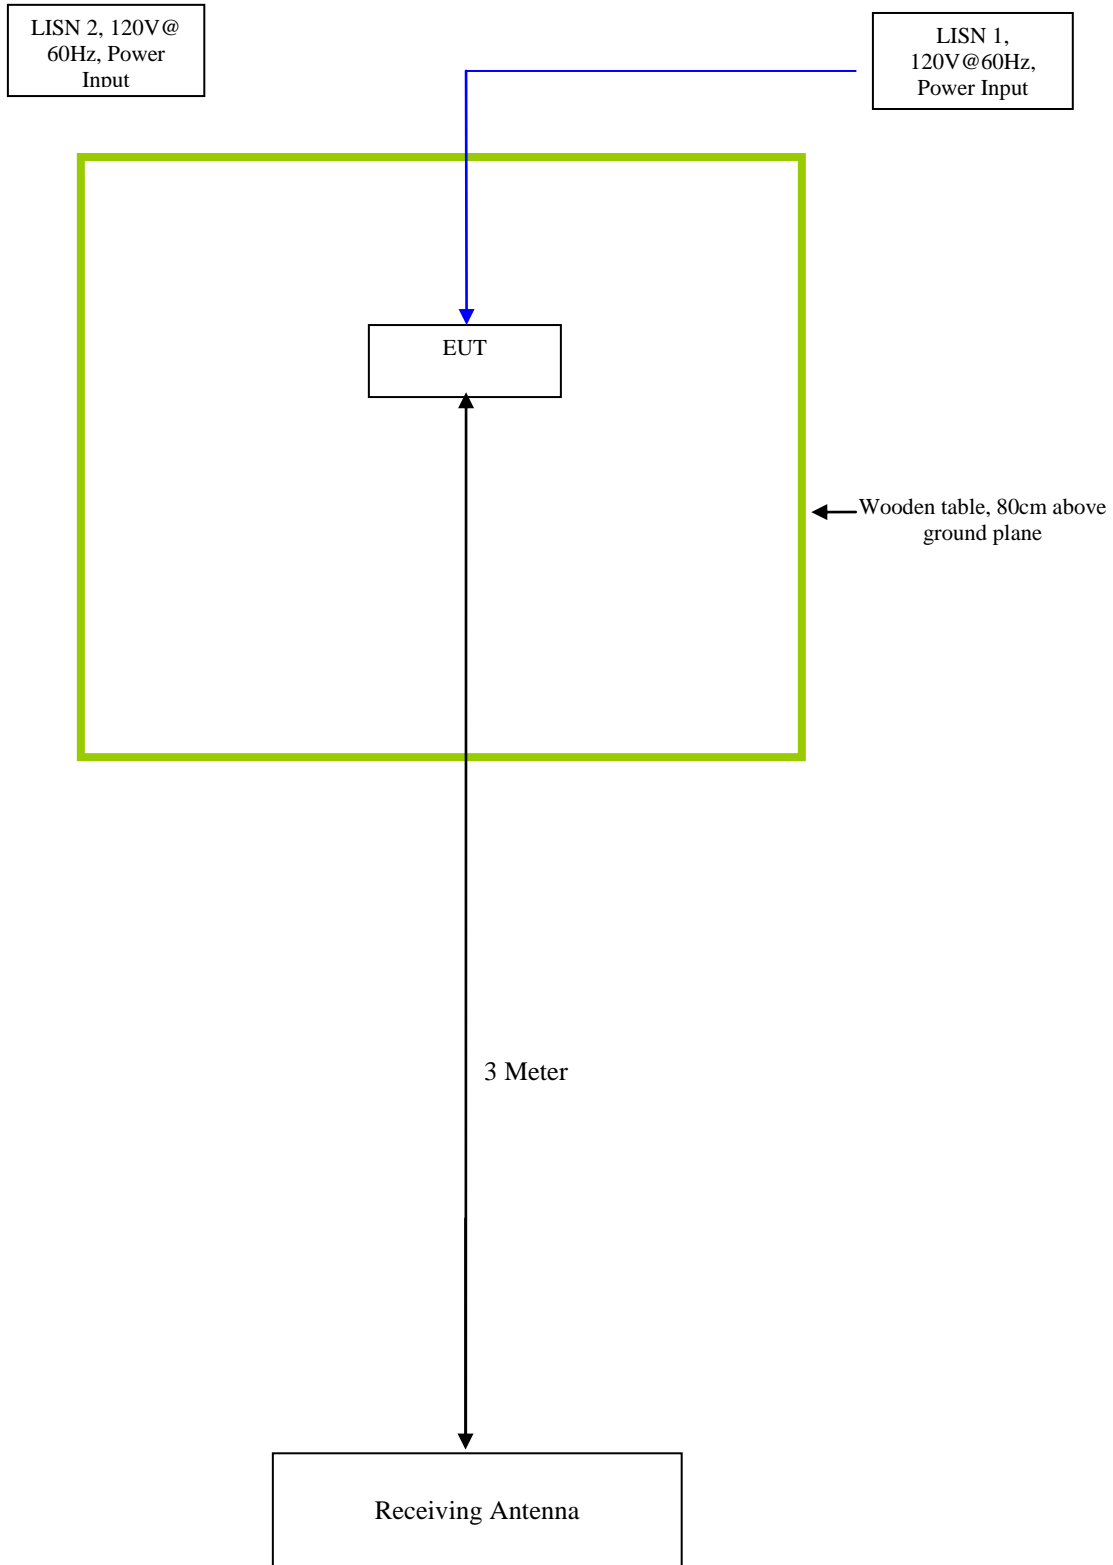 LISN 2, 120V@
60Hz, Power
Input
LISN 1,
120V@60Hz,
Power Input
EUT
Wooden table, 80cm above
ground plane
3 Meter
Receiving Antenna